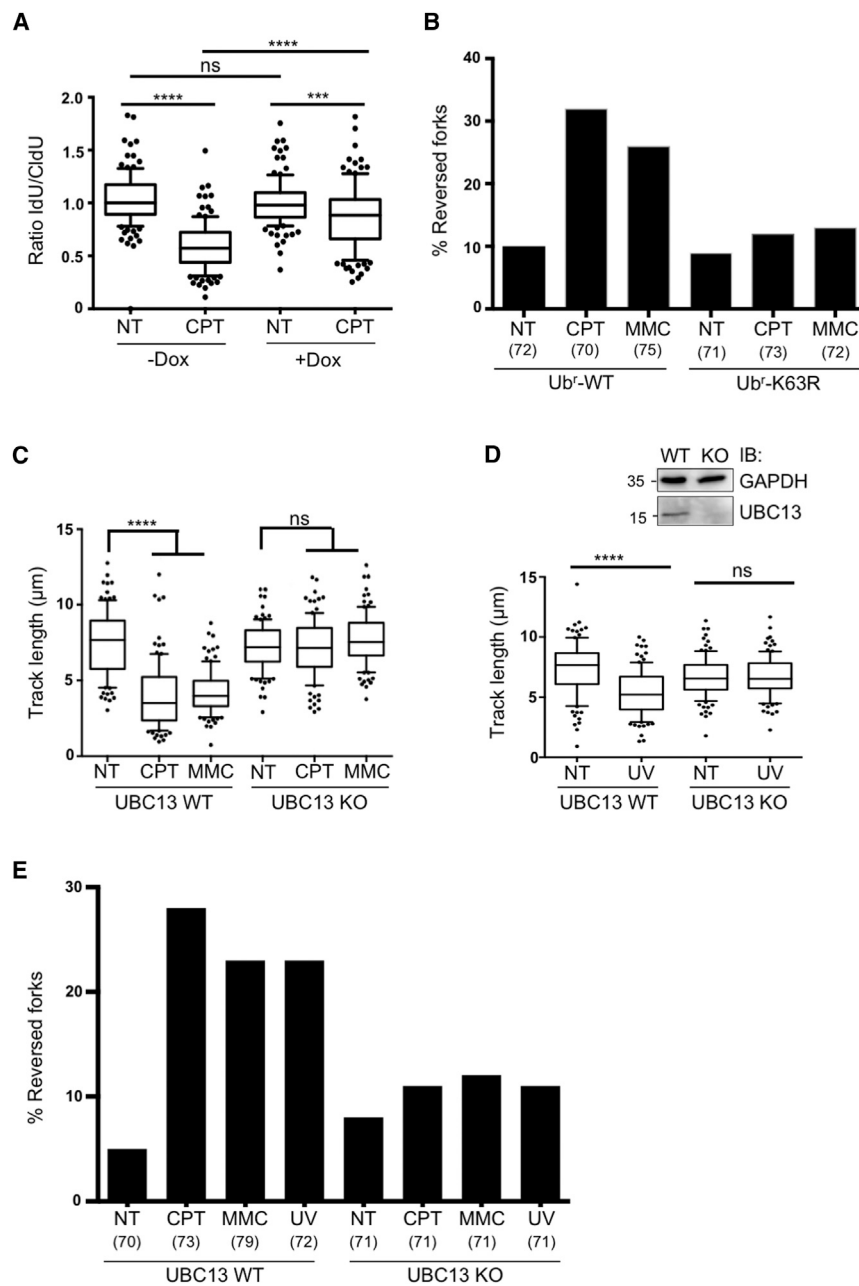 A
****
ns
****
***
Ratio IdU/CldU
2.0
1.5
1.0
0.5
0
NT
CPT
NT
CPT
-Dox
+Dox
B
% Reversed forks
40
30
20
10
0
NT
CPT
MMC
NT
CPT
MMC
(72)
(70)
(75)
(71)
(73)
(72)
Ubʳ-WT
Ubʳ-K63R
C
****
ns
Track length (µm)
15
10
5
0
NT
CPT
MMC
NT
CPT
MMC
UBC13 WT
UBC13 KO
D
WT KO IB:
35
GAPDH
15
UBC13
****
ns
Track length (µm)
15
10
5
0
NT
UV
NT
UV
UBC13 WT
UBC13 KO
E
% Reversed forks
30
20
10
0
NT
CPT
MMC
UV
NT
CPT
MMC
UV
(70)
(73)
(79)
(72)
(71)
(71)
(71)
(71)
UBC13 WT
UBC13 KO